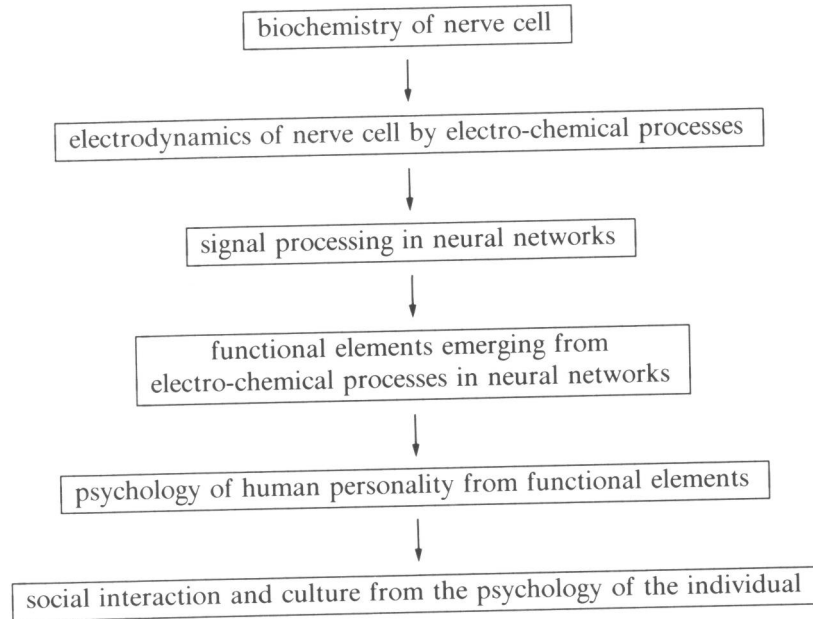 biochemistry of nerve cell
electrodynamics of nerve cell by electro-chemical processes
signal processing in neural networks
functional elements emerging from
electro-chemical processes in neural networks
psychology of human personality from functional elements
social interaction and culture from the psychology of the individual